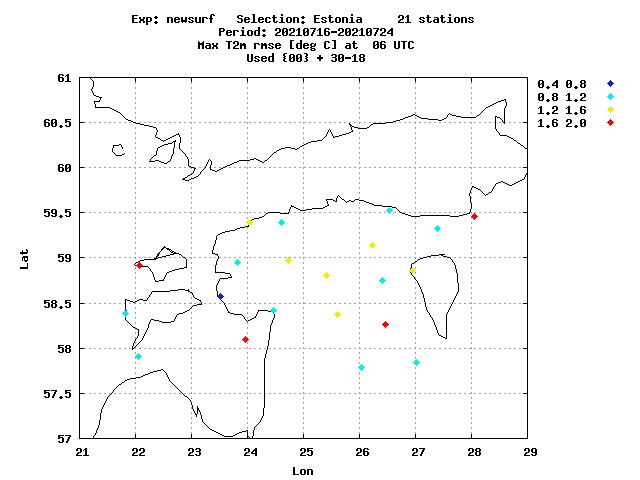 Exp: newsurf   Selection: Estonia     21 stations
Period: 20210716-20210724
Max T2m rmse [deg C] at  06 UTC
Used {00} + 30-18
0.4 0.8
0.8 1.2
1.2 1.6
1.6 2.0
61
60.5
60
59.5
59
58.5
58
57.5
57
Lat
21 22 23 24 25 26 27 28 29
Lon